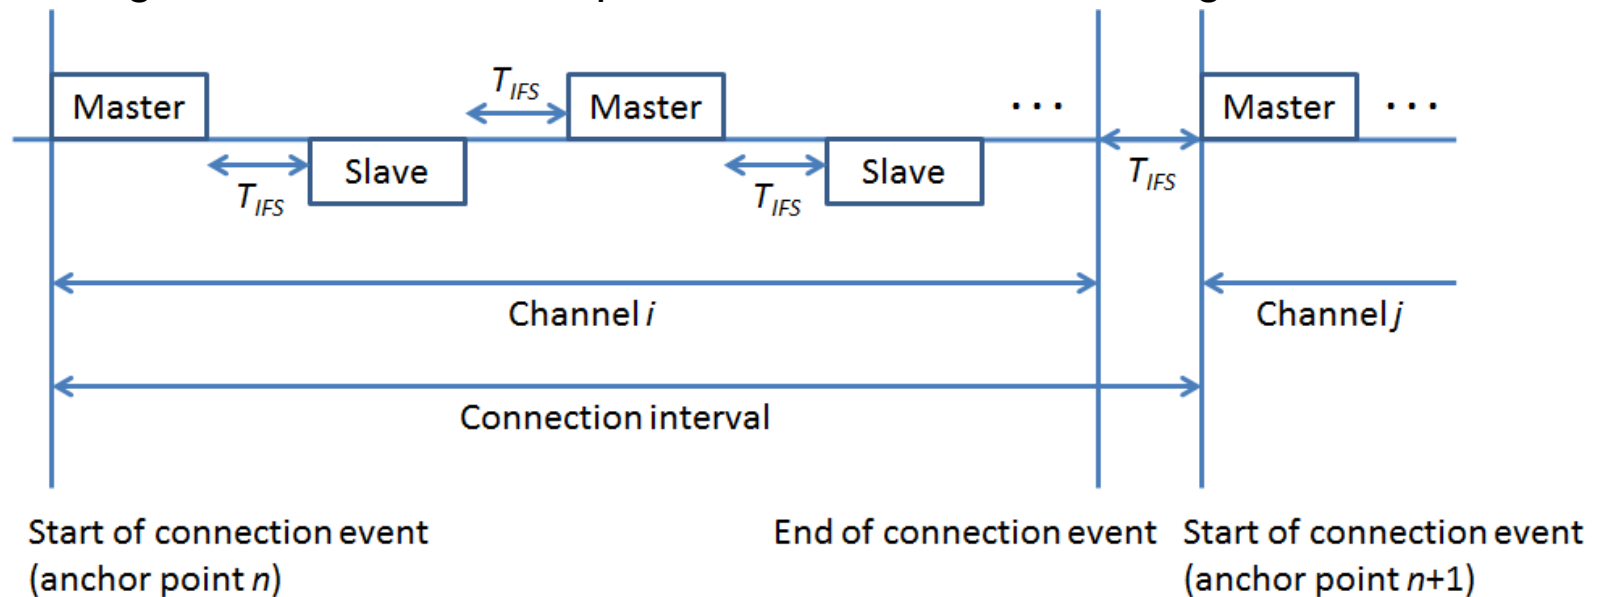 T_IFS
Master
Master
...
Master
...
Slave
Slave
T_IFS
T_IFS
T_IFS
Channel i
Channel j
Connection interval
Start of connection event
(anchor point n)
End of connection event
Start of connection event
(anchor point n+1)